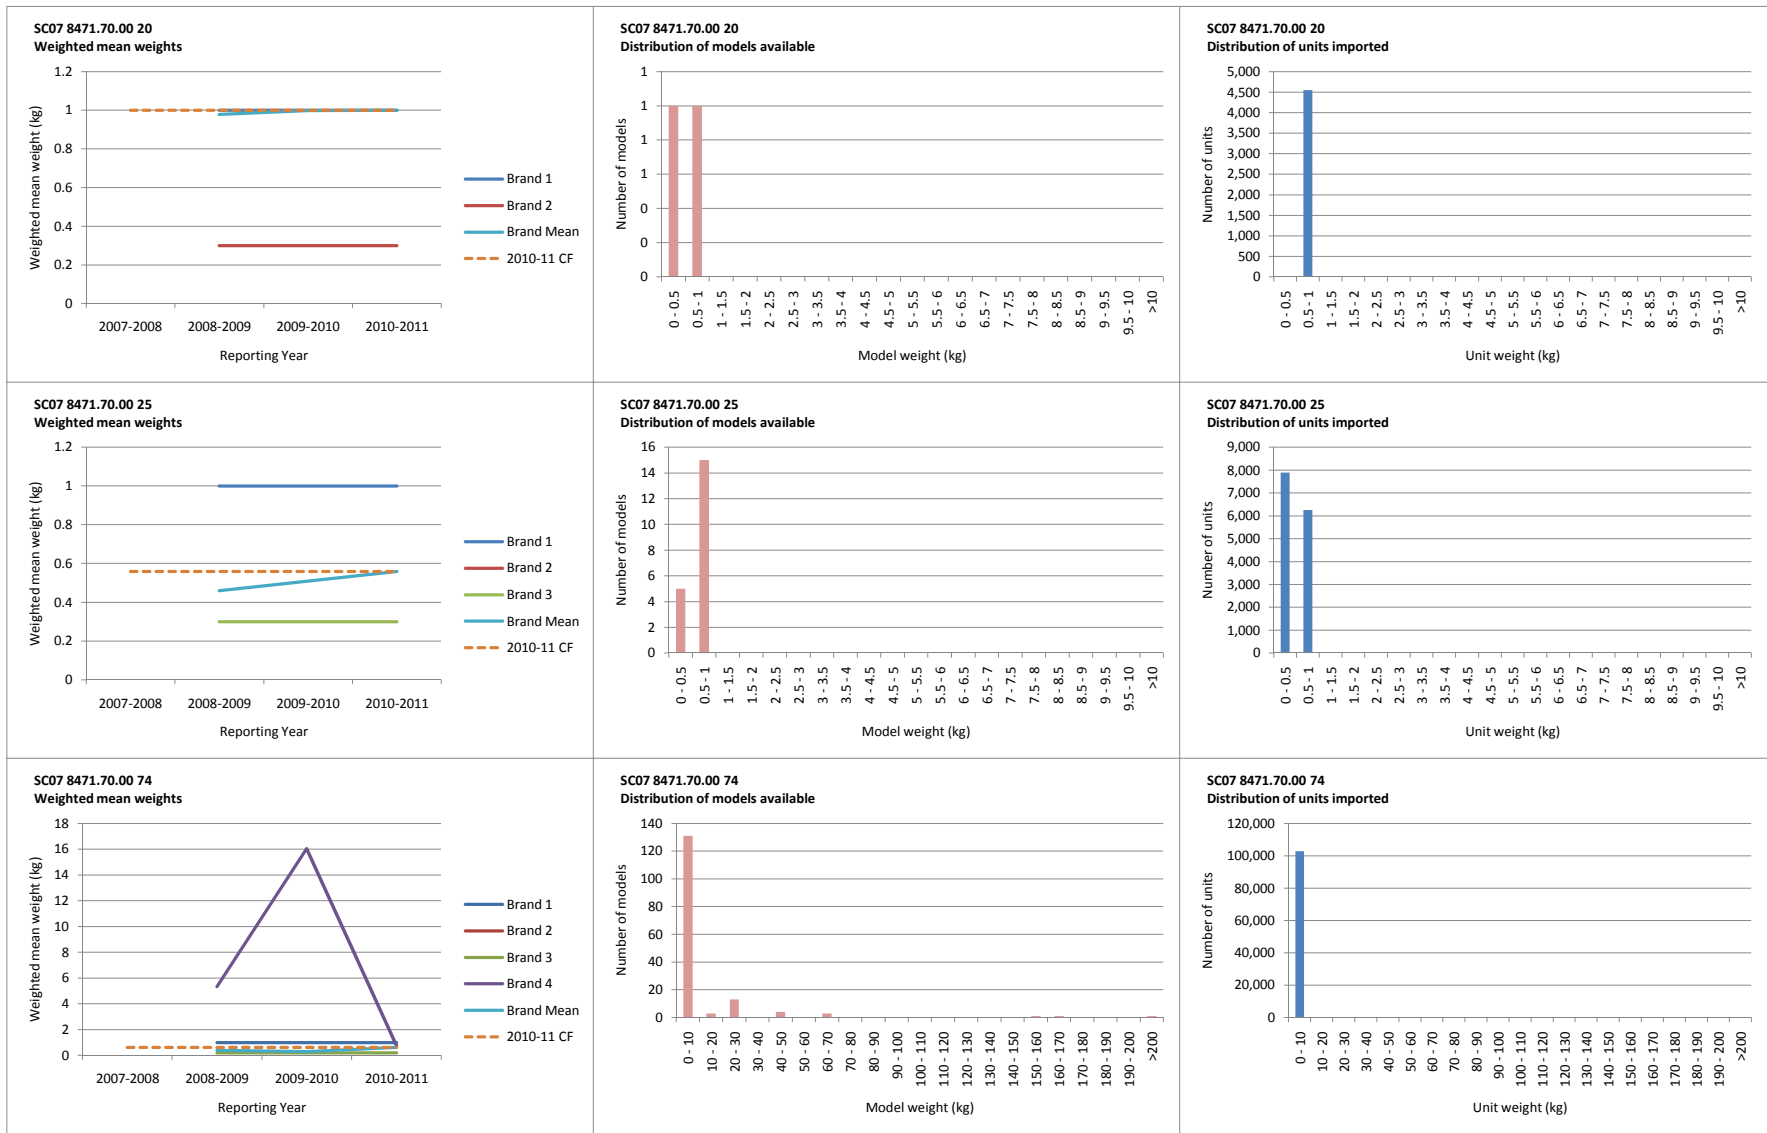 SC07 8471.70.00 20
Weighted mean weights
1.2
1
0.8
0.6
0.4
0.2
0
Weighted mean weight (kg)
2007-2008 2008-2009 2009-2010 2010-2011
Reporting Year
Brand 1
Brand 2
Brand Mean
2010-11 CF
SC07 8471.70.00 20
Distribution of models available
1
1
1
1
0
0
0
Number of models
0 - 0.5
0.5 - 1
1 - 1.5
1.5 - 2
2 - 2.5
2.5 - 3
3 - 3.5
3.5 - 4
4 - 4.5
4.5 - 5
5 - 5.5
5.5 - 6
6 - 6.5
6.5 - 7
7 - 7.5
7.5 - 8
8 - 8.5
8.5 - 9
9 - 9.5
9.5 - 10
>10
Model weight (kg)
SC07 8471.70.00 20
Distribution of units imported
5,000
4,500
4,000
3,500
3,000
2,500
2,000
1,500
1,000
500
0
Number of units
0 - 0.5
0.5 - 1
1 - 1.5
1.5 - 2
2 - 2.5
2.5 - 3
3 - 3.5
3.5 - 4
4 - 4.5
4.5 - 5
5 - 5.5
5.5 - 6
6 - 6.5
6.5 - 7
7 - 7.5
7.5 - 8
8 - 8.5
8.5 - 9
9 - 9.5
9.5 - 10
>10
Unit weight (kg)
SC07 8471.70.00 25
Weighted mean weights
1.2
1
0.8
0.6
0.4
0.2
0
Weighted mean weight (kg)
2007-2008 2008-2009 2009-2010 2010-2011
Reporting Year
Brand 1
Brand 2
Brand 3
Brand Mean
2010-11 CF
SC07 8471.70.00 25
Distribution of models available
16
14
12
10
8
6
4
2
0
Number of models
0 - 0.5
0.5 - 1
1 - 1.5
1.5 - 2
2 - 2.5
2.5 - 3
3 - 3.5
3.5 - 4
4 - 4.5
4.5 - 5
5 - 5.5
5.5 - 6
6 - 6.5
6.5 - 7
7 - 7.5
7.5 - 8
8 - 8.5
8.5 - 9
9 - 9.5
9.5 - 10
>10
Model weight (kg)
SC07 8471.70.00 25
Distribution of units imported
9,000
8,000
7,000
6,000
5,000
4,000
3,000
2,000
1,000
0
Number of units
0 - 0.5
0.5 - 1
1 - 1.5
1.5 - 2
2 - 2.5
2.5 - 3
3 - 3.5
3.5 - 4
4 - 4.5
4.5 - 5
5 - 5.5
5.5 - 6
6 - 6.5
6.5 - 7
7 - 7.5
7.5 - 8
8 - 8.5
8.5 - 9
9 - 9.5
9.5 - 10
>10
Unit weight (kg)
SC07 8471.70.00 74
Weighted mean weights
18
16
14
12
10
8
6
4
2
0
Weighted mean weight (kg)
2007-2008 2008-2009 2009-2010 2010-2011
Reporting Year
Brand 1
Brand 2
Brand 3
Brand 4
Brand Mean
2010-11 CF
SC07 8471.70.00 74
Distribution of models available
140
120
100
80
60
40
20
0
Number of models
0 - 10
10 - 20
20 - 30
30 - 40
40 - 50
50 - 60
60 - 70
70 - 80
80 - 90
90 - 100
100 - 110
110 - 120
120 - 130
130 - 140
140 - 150
150 - 160
160 - 170
170 - 180
180 - 190
190 - 200
>200
Model weight (kg)
SC07 8471.70.00 74
Distribution of units imported
120,000
100,000
80,000
60,000
40,000
20,000
0
Number of units
0 - 10
10 - 20
20 - 30
30 - 40
40 - 50
50 - 60
60 - 70
70 - 80
80 - 90
90 - 100
100 - 110
110 - 120
120 - 130
130 - 140
140 - 150
150 - 160
160 - 170
170 - 180
180 - 190
190 - 200
>200
Unit weight (kg)